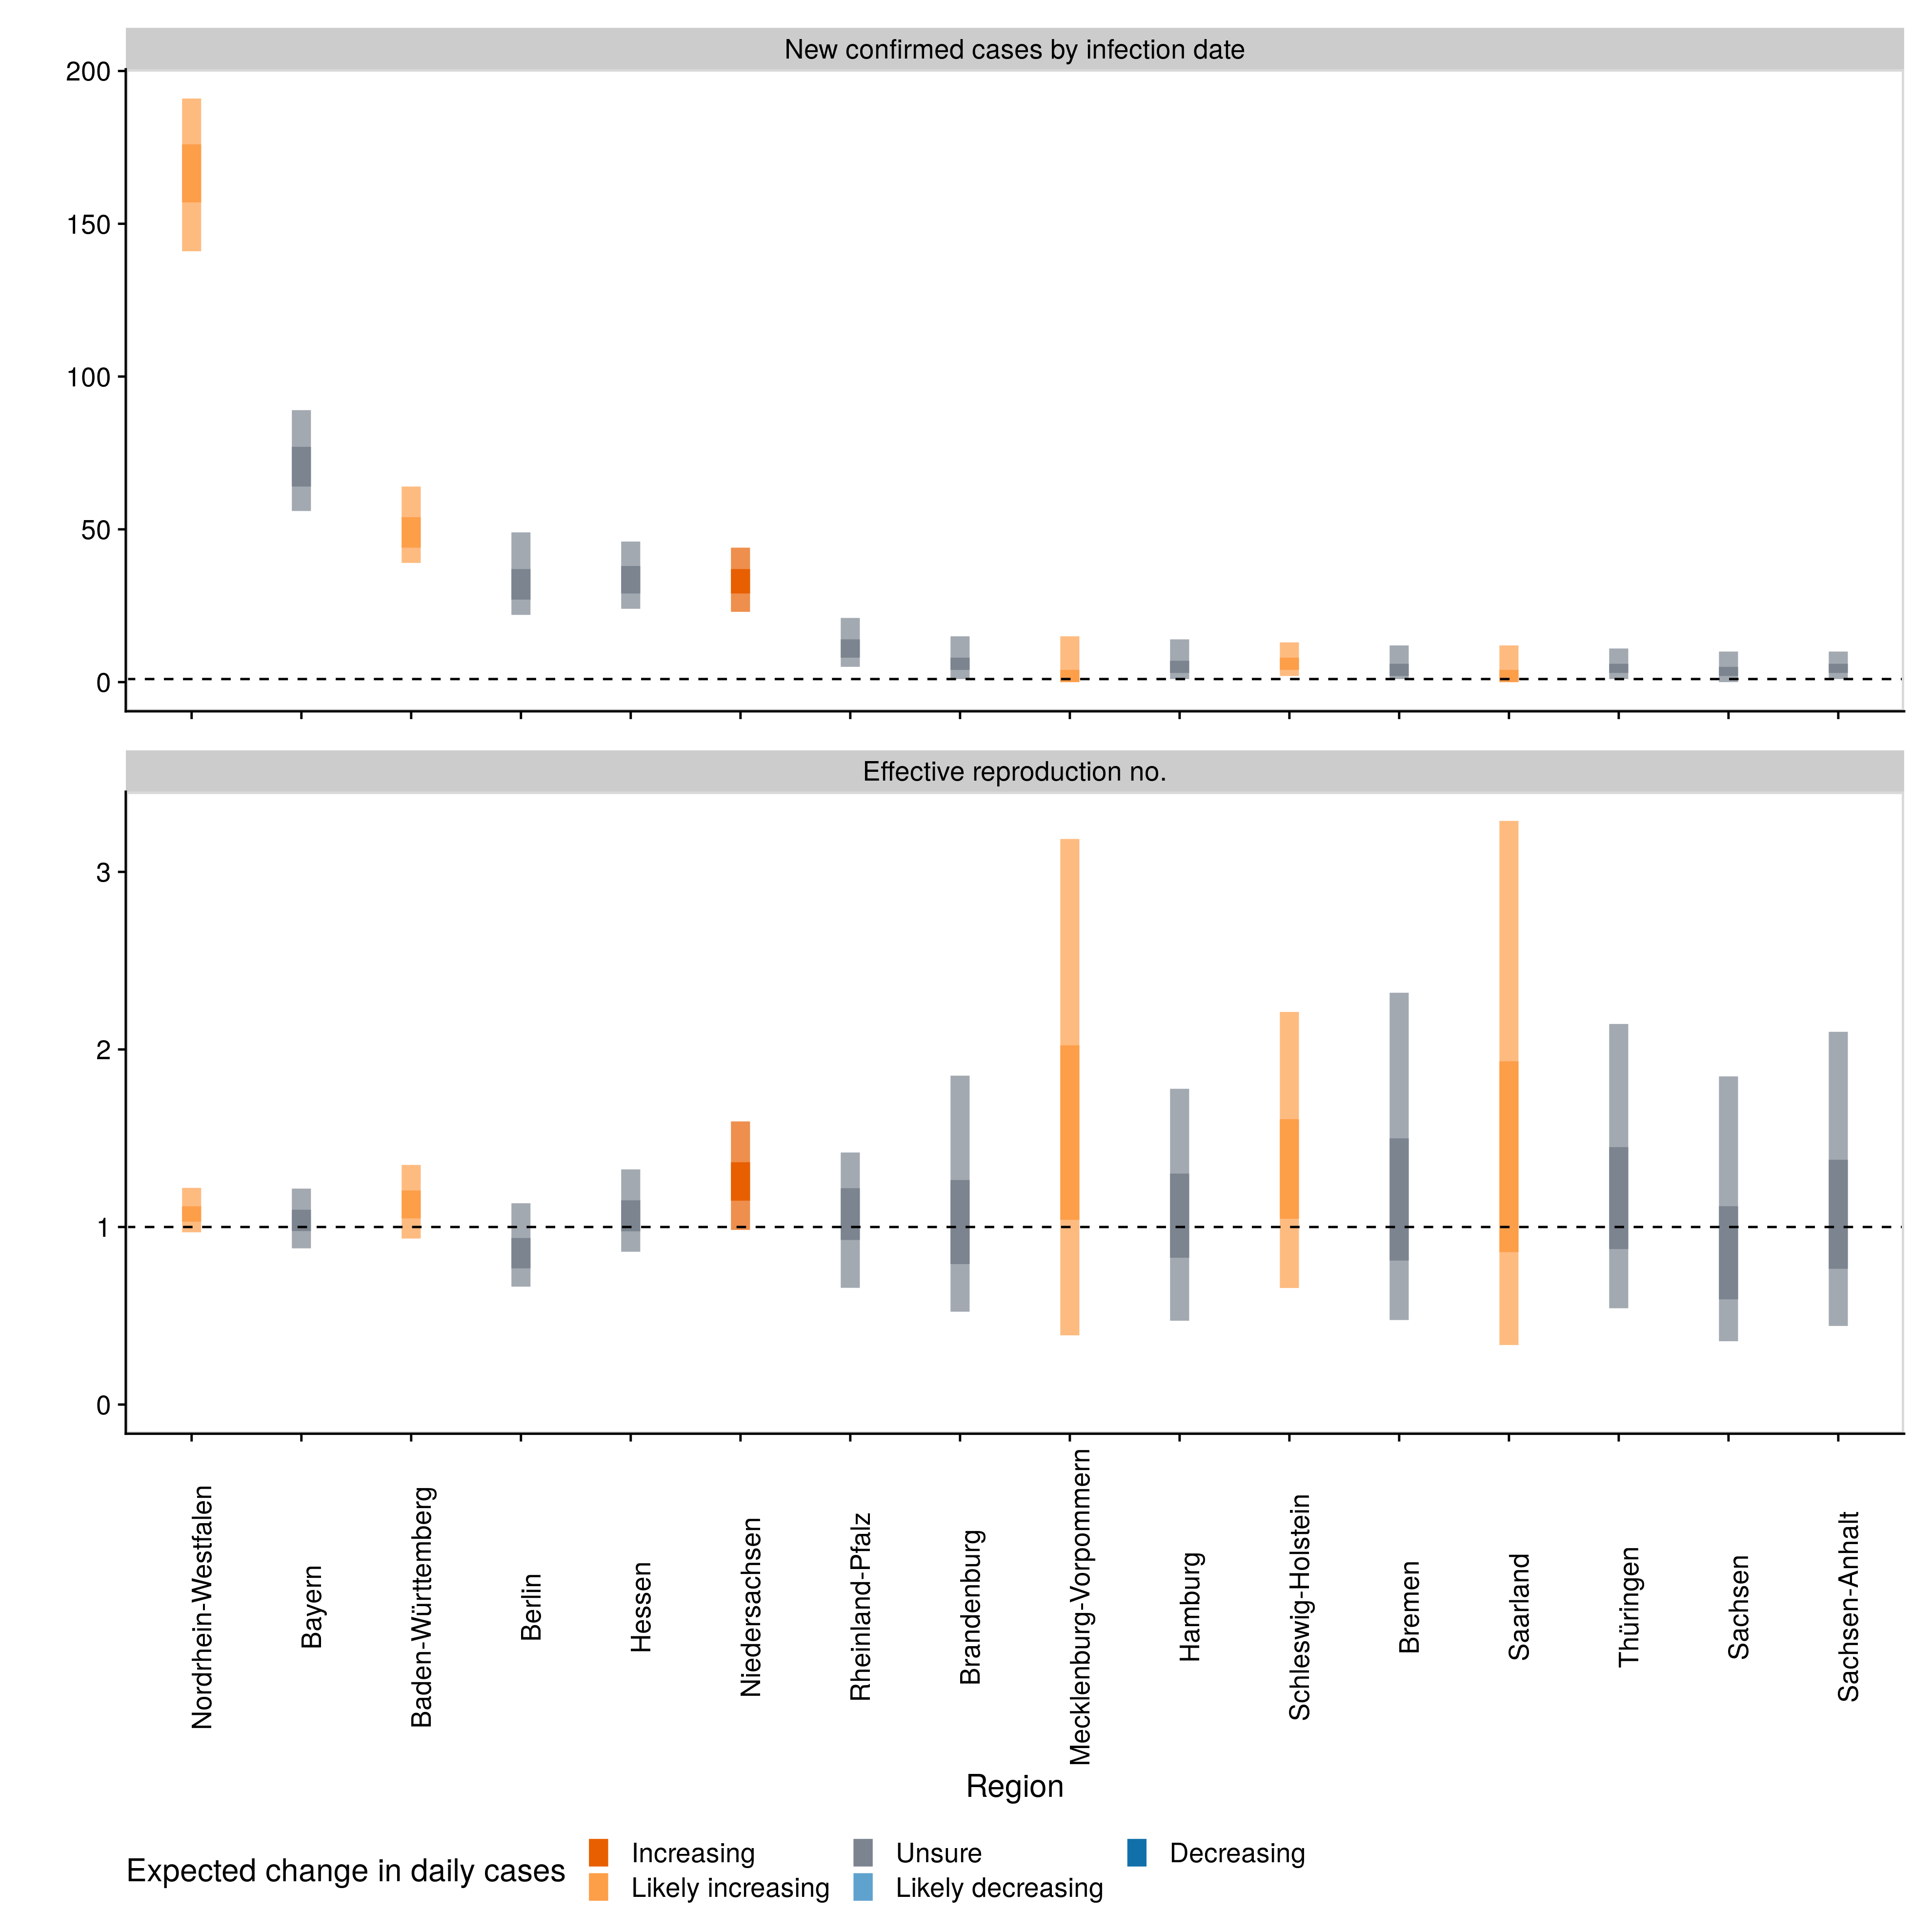 New confirmed cases by infection date
200
150
100
50
0
Effective reproduction no.
3
2
1
0
Nordrhein-Westfalen
Bayern
Baden-Württemberg
Berlin
Hessen
Niedersachsen
Rheinland-Pfalz
Brandenburg
Mecklenburg-Vorpommern
Hamburg
Schleswig-Holstein
Bremen
Saarland
Thüringen
Sachsen
Sachsen-Anhalt
Region
Expected change in daily cases
Increasing
Likely increasing
Unsure
Likely decreasing
Decreasing